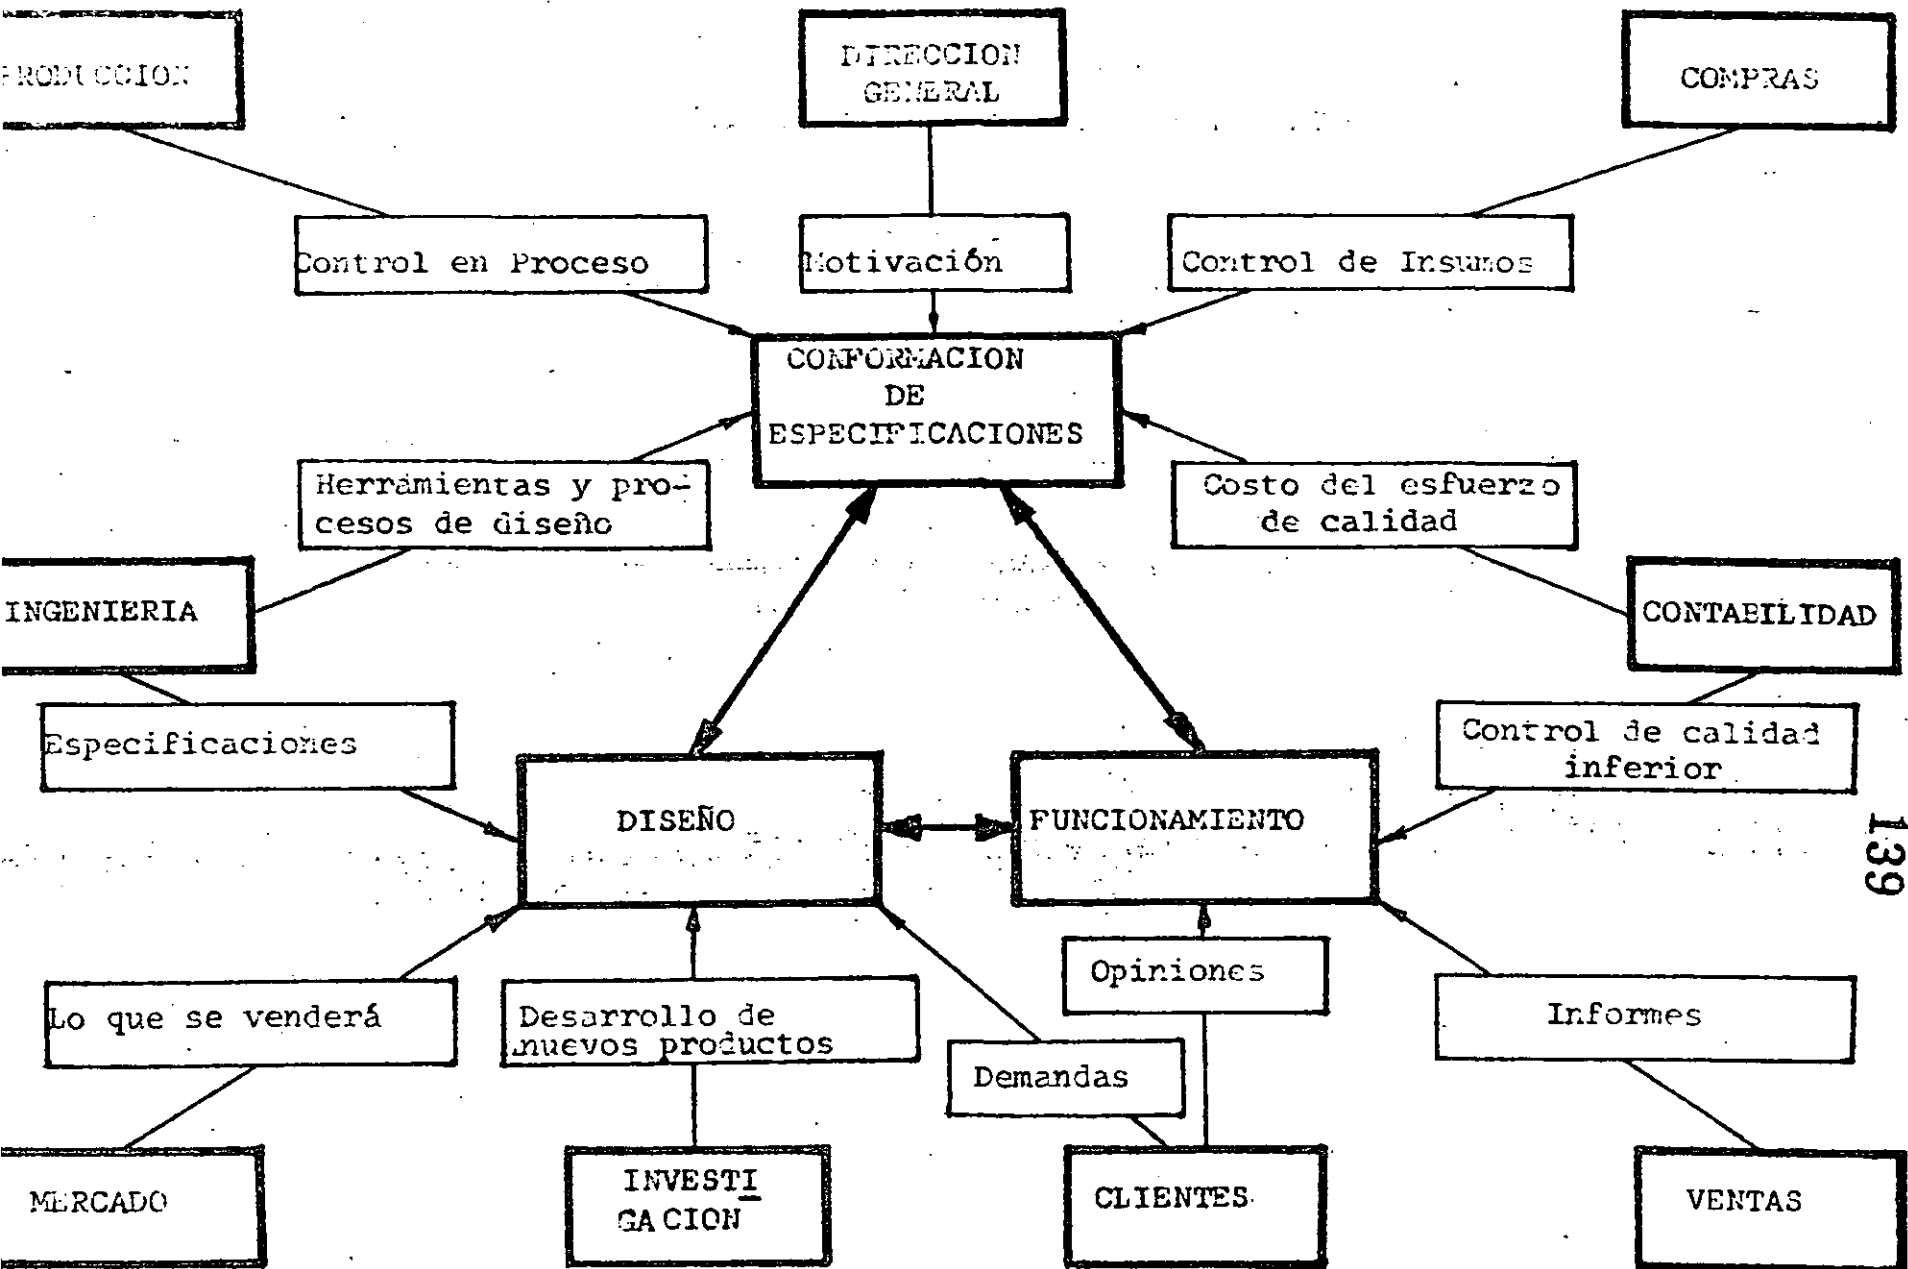 PRODUCCION
DIRECCION
GENERAL
COMPRAS
Control en Proceso
Motivación
Control de Insumos
CONFORMACION
DE
ESPECIFICACIONES
Herramientas y pro-
cesos de diseño
Costo del esfuerzo
de calidad
INGENIERIA
CONTABILIDAD
Especificaciones
Control de calidad
inferior
DISEÑO
FUNCIONAMIENTO
139
Lo que se venderá
Desarrollo de
nuevos productos
Opiniones
Informes
Demandas
MERCADO
INVESTI
GACION
CLIENTES
VENTAS